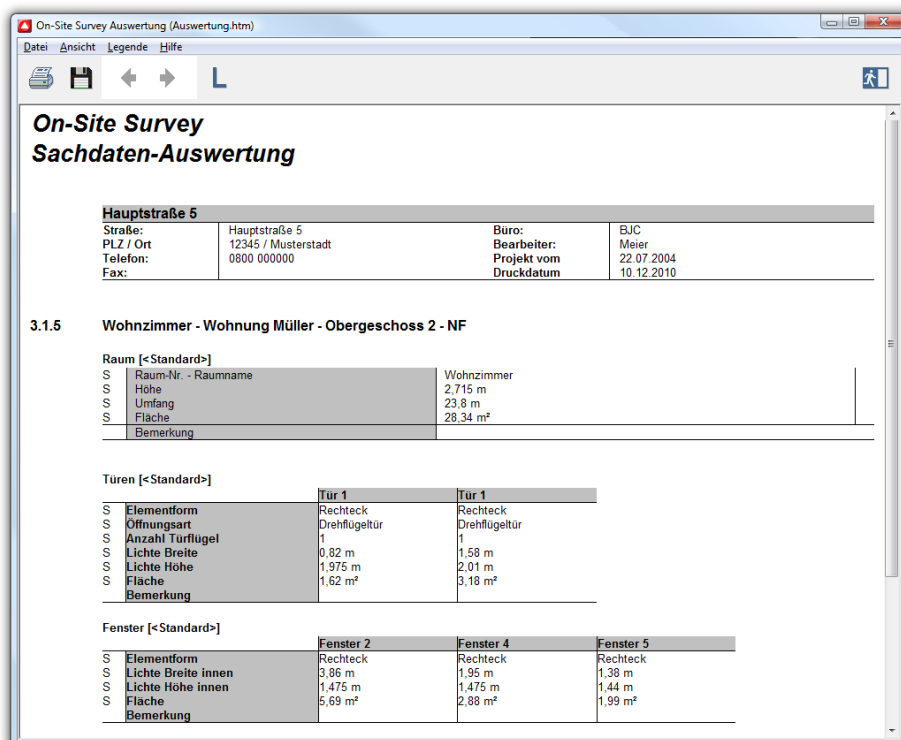 On-Site Survey Auswertung (Auswertung.htm)
Datei Ansicht Legende Hilfe
L
On-Site Survey
Sachdaten-Auswertung
Hauptstraße 5
Straße: Hauptstraße 5 Büro: BJC
PLZ / Ort 12345 / Musterstadt Bearbeiter: Meier
Telefon: 0800 000000 Projekt vom 22.07.2004
Fax: Druckdatum 10.12.2010
3.1.5 Wohnzimmer - Wohnung Müller - Obergeschoss 2 - NF
Raum [<Standard>]
S Raum-Nr. - Raumname Wohnzimmer
S Höhe 2,715 m
S Umfang 23,8 m
S Fläche 28,34 m²
Bemerkung
Türen [<Standard>]
Tür 1 Tür 1
S Elementform Rechteck Rechteck
S Öffnungsart Drehflügeltür Drehflügeltür
S Anzahl Türflügel 1 1
S Lichte Breite 0,82 m 1,58 m
S Lichte Höhe 1,975 m 2,01 m
S Fläche 1,62 m² 3,18 m²
Bemerkung
Fenster [<Standard>]
Fenster 2 Fenster 4 Fenster 5
S Elementform Rechteck Rechteck Rechteck
S Lichte Breite innen 3,86 m 1,95 m 1,38 m
S Lichte Höhe innen 1,475 m 1,475 m 1,44 m
S Fläche 5,69 m² 2,88 m² 1,99 m²
Bemerkung